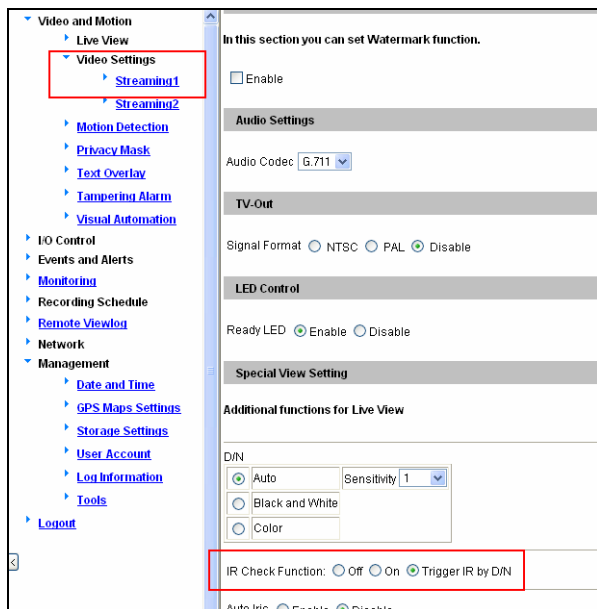 Video and Motion
Live View
Video Settings
Streaming1
Streaming2
Motion Detection
Privacy Mask
Text Overlay
Tampering Alarm
Visual Automation
I/O Control
Events and Alerts
Monitoring
Recording Schedule
Remote Viewlog
Network
Management
Date and Time
GPS Maps Settings
Storage Settings
User Account
Log Information
Tools
Logout
In this section you can set Watermark function.
Enable
Audio Settings
Audio Codec G.711
TV-Out
Signal Format NTSC PAL Disable
LED Control
Ready LED Enable Disable
Special View Setting
Additional functions for Live View
D/N
Auto Sensitivity 1
Black and White
Color
IR Check Function: Off On Trigger IR by D/N
Auto Iris Enable Disable